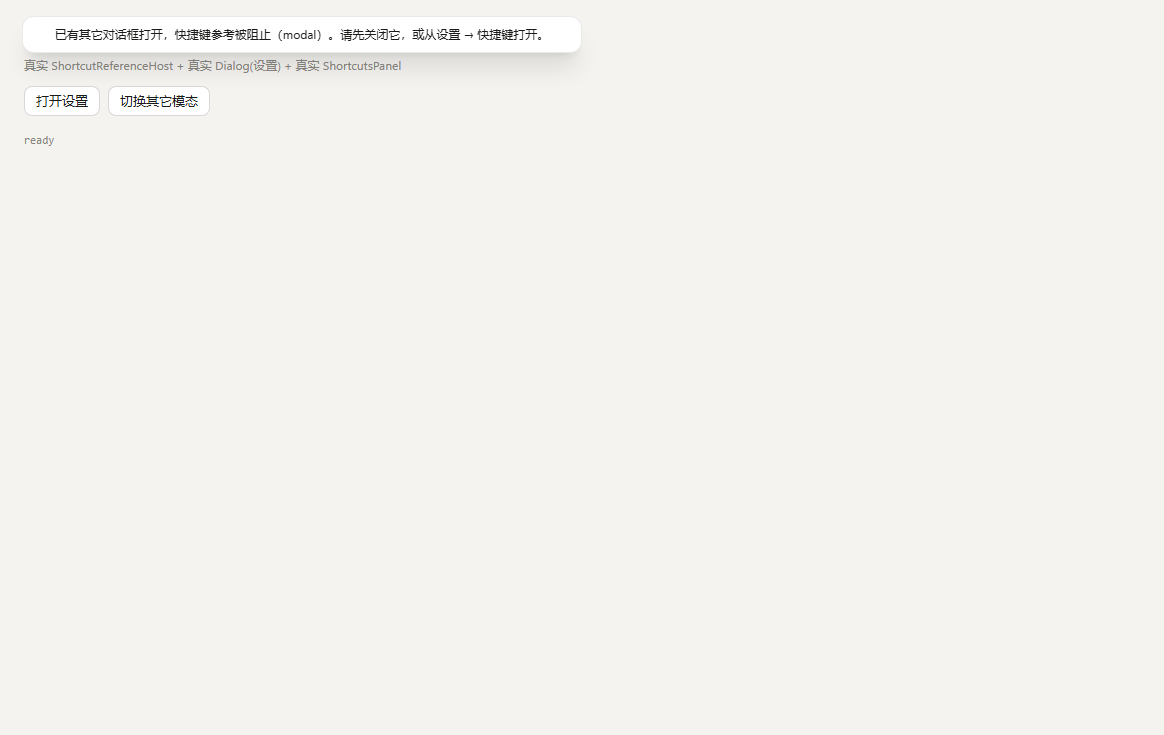 已有其它对话框打开，快捷键参考被阻止（modal）。请先关闭它，或从设置 → 快捷键打开。
真实 ShortcutReferenceHost + 真实 Dialog(设置) + 真实 ShortcutsPanel
打开设置 切换其它模态
ready